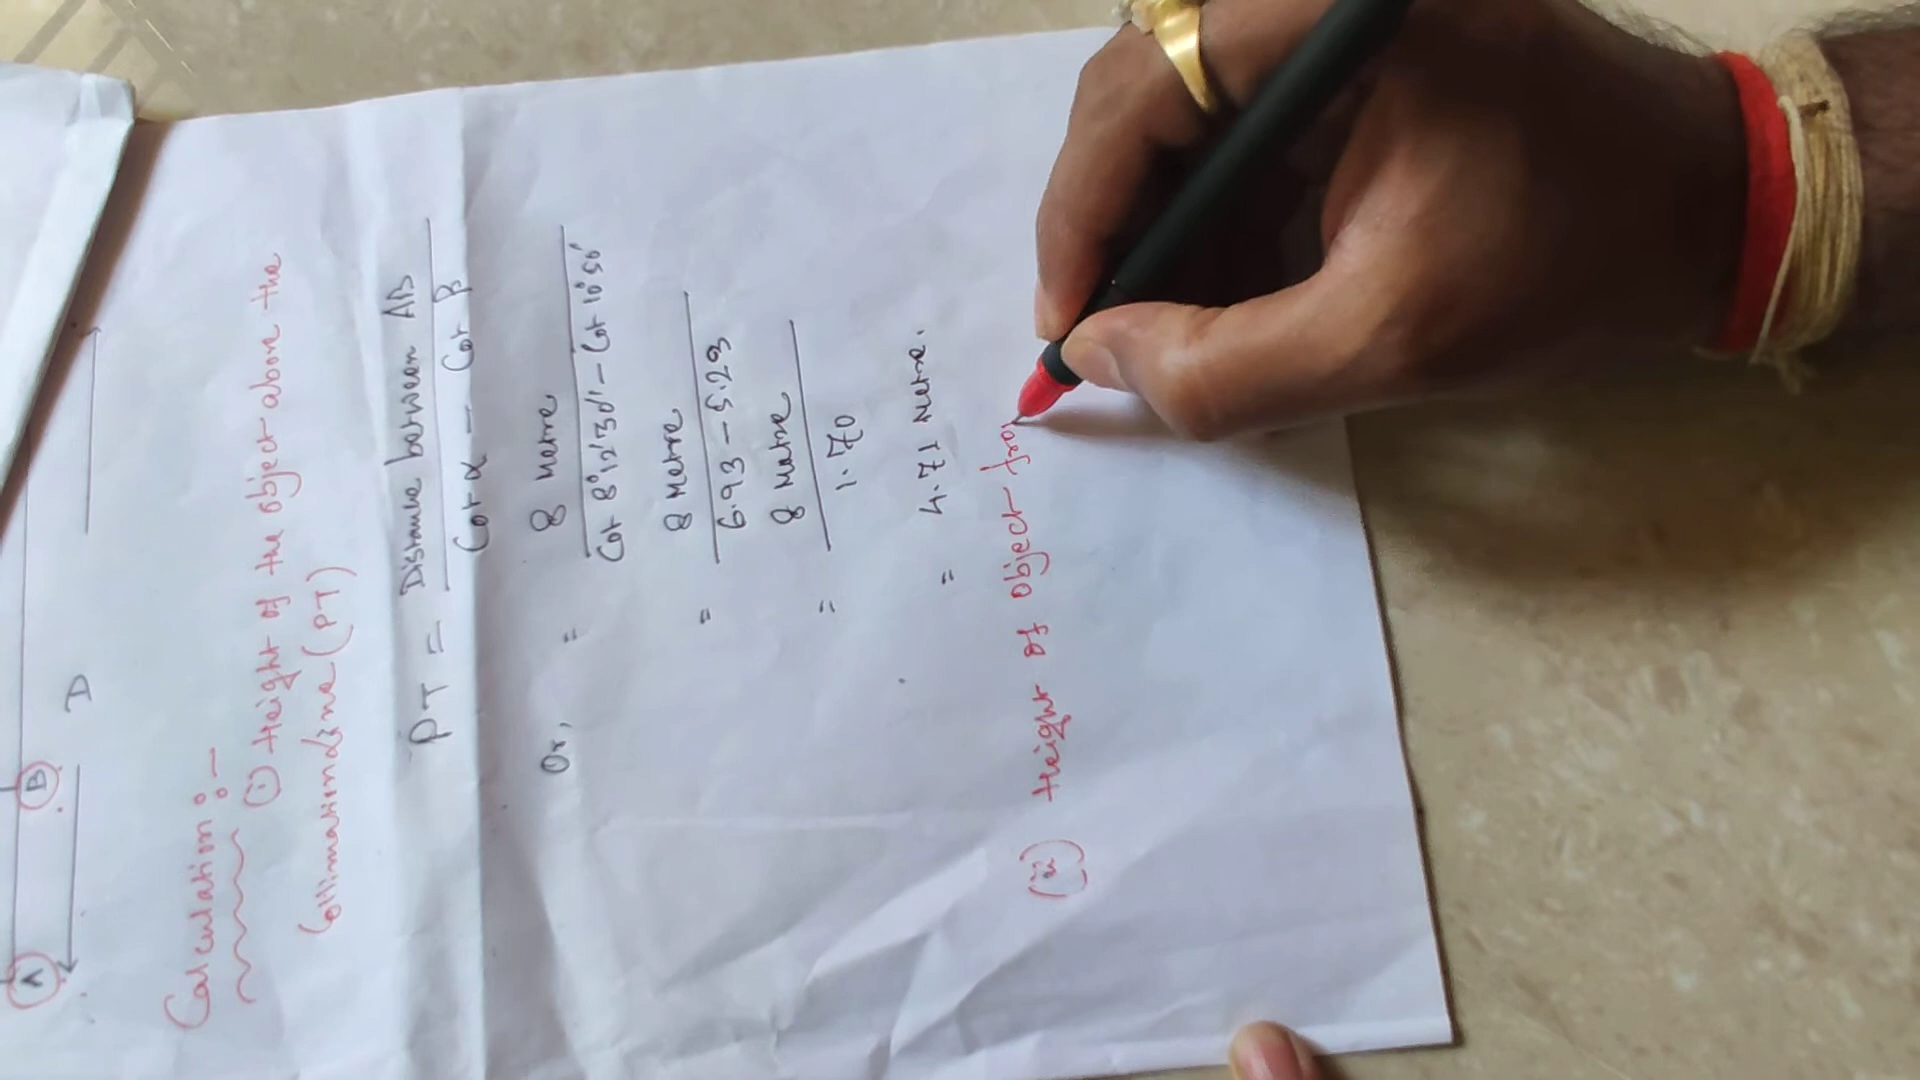 A B
D
Calculation :-
(i) Height of the object above the
Collimation Line (PT)
PT = Distance between AB
Cot α - Cot β
Or, = 8 Metre
Cot 8°12'30" - Cot 10°50'
= 8 Metre
6.93 - 5.23
= 8 Metre
1.70
= 4.71 Metre.
(ii) Height of object fro